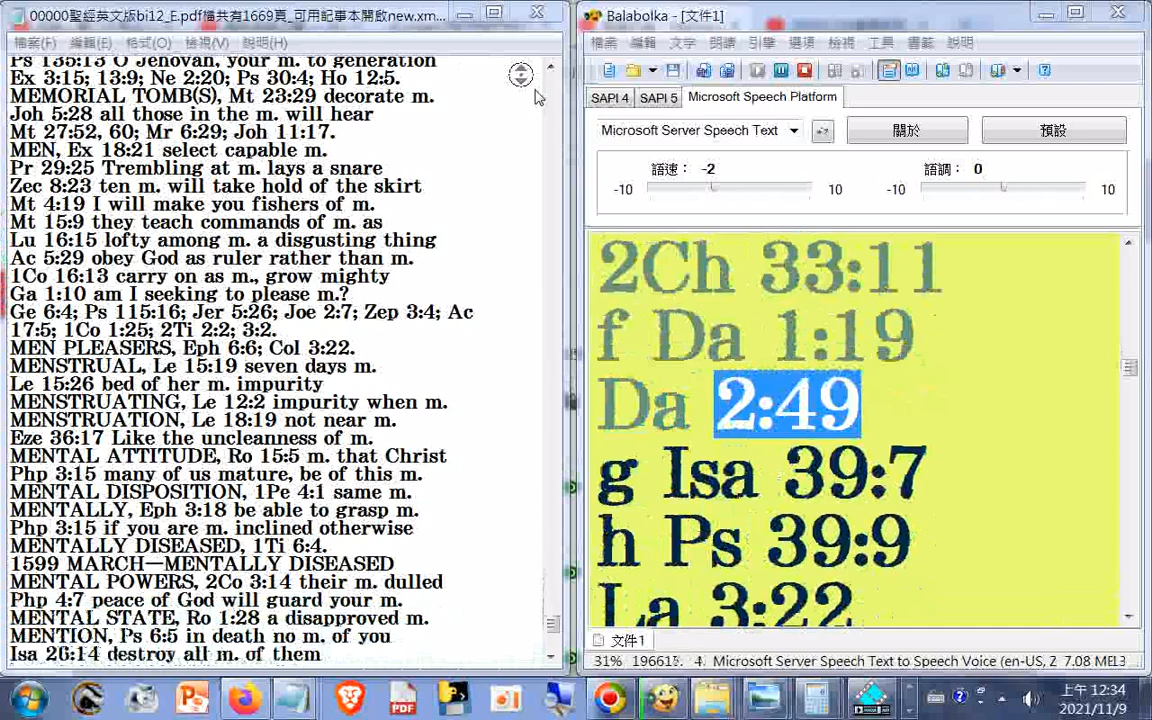 00000聖經英文版bi12_E.pdf檔共有1669頁_可用記事本開啟new.xm...
檔案(F) 編輯(E) 格式(O) 檢視(V) 說明(H)
Ps 135:13 O Jehovah, your m. to generation
Ex 3:15; 13:9; Ne 2:20; Ps 30:4; Ho 12:5.
MEMORIAL TOMB(S), Mt 23:29 decorate m.
Joh 5:28 all those in the m. will hear
Mt 27:52, 60; Mr 6:29; Joh 11:17.
MEN, Ex 18:21 select capable m.
Pr 29:25 Trembling at m. lays a snare
Zec 8:23 ten m. will take hold of the skirt
Mt 4:19 I will make you fishers of m.
Mt 15:9 they teach commands of m. as
Lu 16:15 lofty among m. a disgusting thing
Ac 5:29 obey God as ruler rather than m.
1Co 16:13 carry on as m., grow mighty
Ga 1:10 am I seeking to please m.?
Ge 6:4; Ps 115:16; Jer 5:26; Joe 2:7; Zep 3:4; Ac
17:5; 1Co 1:25; 2Ti 2:2; 3:2.
MEN PLEASERS, Eph 6:6; Col 3:22.
MENSTRUAL, Le 15:19 seven days m.
Le 15:26 bed of her m. impurity
MENSTRUATING, Le 12:2 impurity when m.
MENSTRUATION, Le 18:19 not near m.
Eze 36:17 Like the uncleanness of m.
MENTAL ATTITUDE, Ro 15:5 m. that Christ
Php 3:15 many of us mature, be of this m.
MENTAL DISPOSITION, 1Pe 4:1 same m.
MENTALLY, Eph 3:18 be able to grasp m.
Php 3:15 if you are m. inclined otherwise
MENTALLY DISEASED, 1Ti 6:4.
1599 MARCH—MENTALLY DISEASED
MENTAL POWERS, 2Co 3:14 their m. dulled
Php 4:7 peace of God will guard your m.
MENTAL STATE, Ro 1:28 a disapproved m.
MENTION, Ps 6:5 in death no m. of you
Isa 26:14 destroy all m. of them
Balabolka - [文件1]
檔案 編輯 文字 朗讀 引擎 選項 檢視 工具 書籤 說明
SAPI 4 SAPI 5 Microsoft Speech Platform
Microsoft Server Speech Text 關於 預設
語速: -2 語調: 0
-10 10 -10 10
2Ch 33:11
f Da 1:19
Da 2:49
g Isa 39:7
h Ps 39:9
La 3:22
文件1
31% 4. Microsoft Server Speech Text to Speech Voice (en-US, 2 7.08 МБ
PDF
上午 12:34
2021/11/9